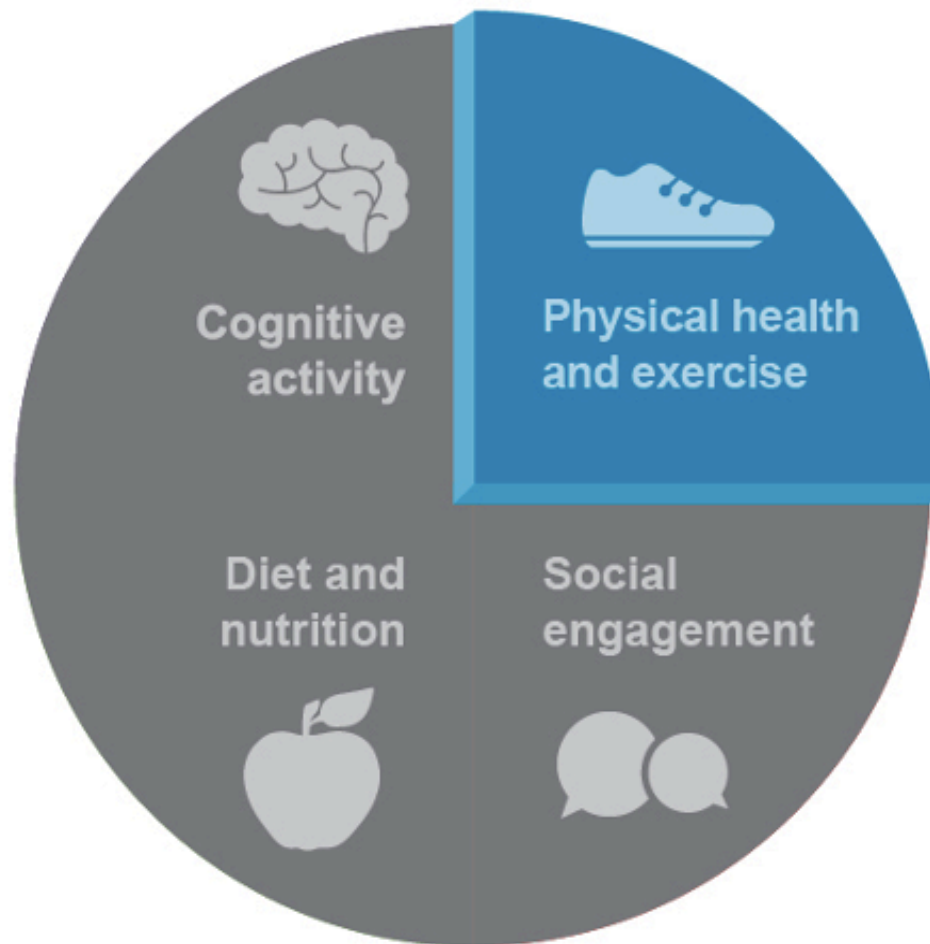 Cognitive
activity
Physical health
and exercise
Diet and
nutrition
Social
engagement